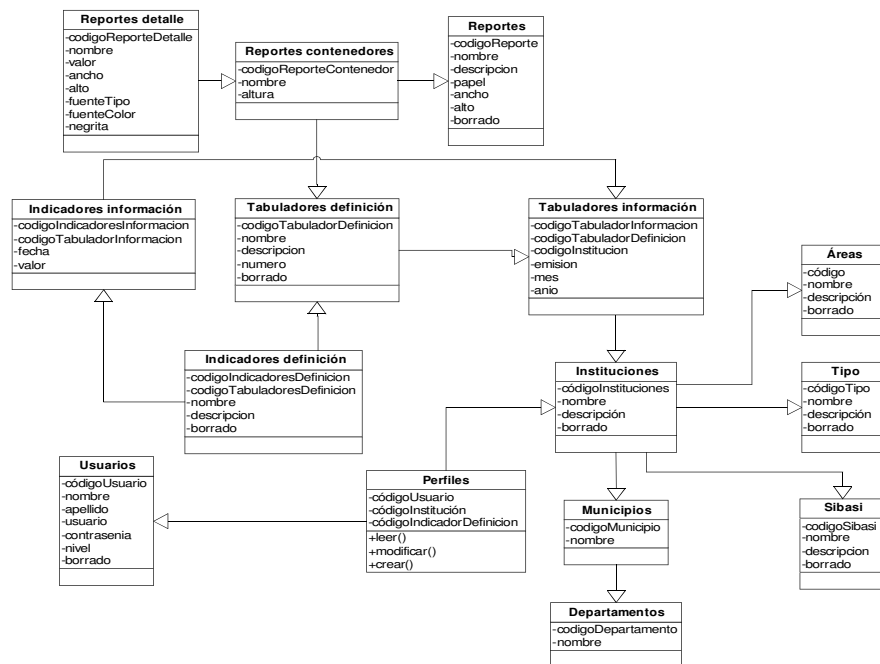 Reportes detalle
-codigoReporteDetalle
-nombre
-valor
-ancho
-alto
-fuenteTipo
-fuenteColor
-negrita
Reportes contenedores
-codigoReporteContenedor
-nombre
-altura
Reportes
-codigoReporte
-nombre
-descripcion
-papel
-ancho
-alto
-borrado
Indicadores información
-codigoIndicadoresInformacion
-codigoTabuladorInformacion
-fecha
-valor
Tabuladores definición
-codigoTabuladorDefinicion
-nombre
-descripcion
-numero
-borrado
Tabuladores información
-codigoTabuladorInformacion
-codigoTabuladorDefinicion
-codigoInstitucion
-emision
-mes
-anio
Áreas
-código
-nombre
-descripción
-borrado
Indicadores definición
-codigoIndicadoresDefinicion
-codigoTabuladoresDefinicion
-nombre
-descripcion
-borrado
Instituciones
-códigoInstituciones
-nombre
-descripción
-borrado
Tipo
-códigoTipo
-nombre
-descripción
-borrado
Usuarios
-códigoUsuario
-nombre
-apellido
-usuario
-contrasenia
-nivel
-borrado
Perfiles
-códigoUsuario
-códigoInstitución
-códigoIndicadorDefinicion
+leer()
+modificar()
+crear()
Municipios
-codigoMunicipio
-nombre
Sibasi
-codigoSibasi
-nombre
-descripcion
-borrado
Departamentos
-codigoDepartamento
-nombre